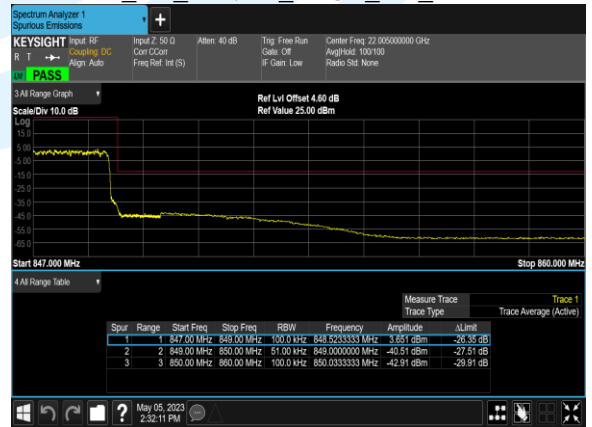 Spectrum Analyzer 1
Spurious Emissions
KEYSIGHT Input: RF Input Z: 50 Ω Atten: 40 dB Trig: Free Run Center Freq: 22.005000000 GHz
Coupling: DC Corr CCorr Gate: Off Avg|Hold: 100/100
R T Align: Auto Freq Ref: Int (S) IF Gain: Low Radio Std: None
PASS
3 All Range Graph
Ref Lvl Offset 4.60 dB
Scale/Div 10.0 dB Ref Value 25.00 dBm
Log
15.0
5.00
-5.00
-15.0
-25.0
-35.0
-45.0
-55.0
-65.0
Start 847.000 MHz Stop 860.000 MHz
4 All Range Table
Measure Trace Trace 1
Trace Type Trace Average (Active)
Spur Range Start Freq Stop Freq RBW Frequency Amplitude ΔLimit
1 1 847.00 MHz 849.00 MHz 100.0 kHz 848.5233333 MHz 3.651 dBm -26.35 dB
2 2 849.00 MHz 850.00 MHz 51.00 kHz 849.0000000 MHz -40.51 dBm -27.51 dB
3 3 850.00 MHz 860.00 MHz 100.0 kHz 850.0333333 MHz -42.91 dBm -29.91 dB
May 05, 2023
2:32:11 PM